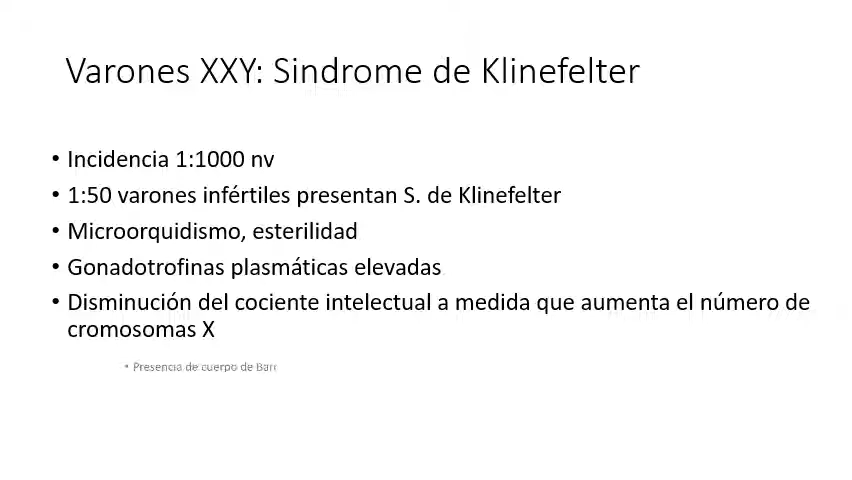 Varones XXY: Sindrome de Klinefelter
• Incidencia 1:1000 nv
• 1:50 varones infértiles presentan S. de Klinefelter
• Microorquidismo, esterilidad
• Gonadotrofinas plasmáticas elevadas
• Disminución del cociente intelectual a medida que aumenta el número de
cromosomas X
• Presencia de cuerpo de Barr